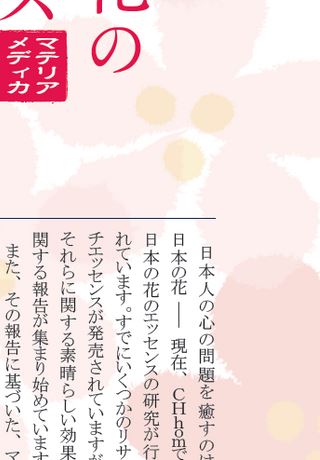 の
マテリア
メディカ
日本人の心の問題を癒すのは
日本の花 ── 現在、CHhomで
日本の花のエッセンスの研究が行
れています。すでにいくつかのリサ
チエッセンスが発売されていますが
それらに関する素晴らしい効果
関する報告が集まり始めています
また、その報告に基づいた、マ